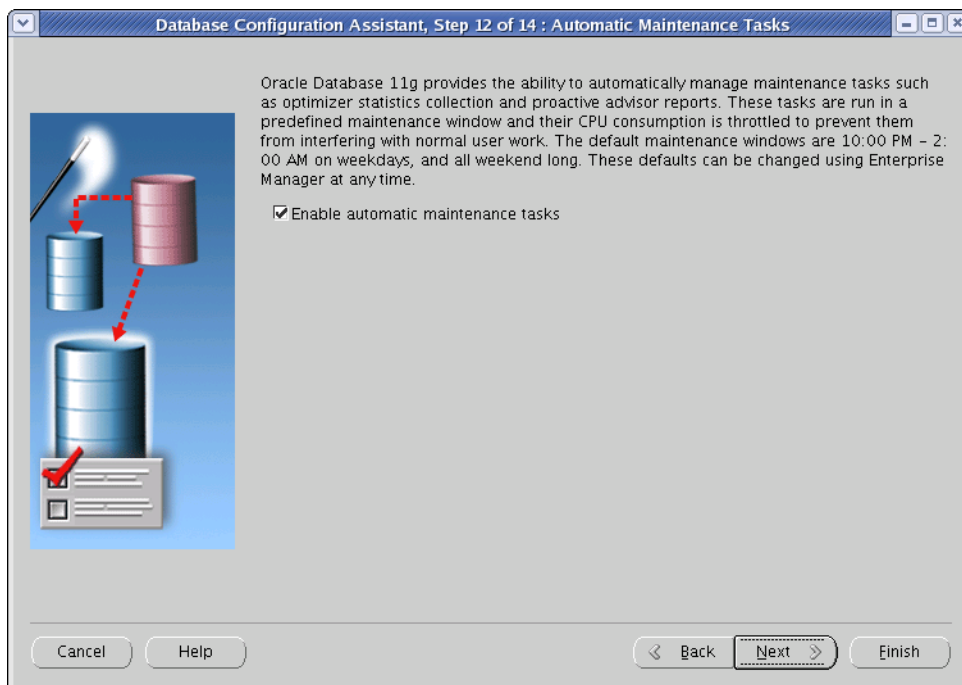 Database Configuration Assistant, Step 12 of 14 : Automatic Maintenance Tasks
Oracle Database 11g provides the ability to automatically manage maintenance tasks such
as optimizer statistics collection and proactive advisor reports. These tasks are run in a
predefined maintenance window and their CPU consumption is throttled to prevent them
from interfering with normal user work. The default maintenance windows are 10:00 PM – 2:
00 AM on weekdays, and all weekend long. These defaults can be changed using Enterprise
Manager at any time.
Enable automatic maintenance tasks
Cancel
Help
Back
Next
Finish